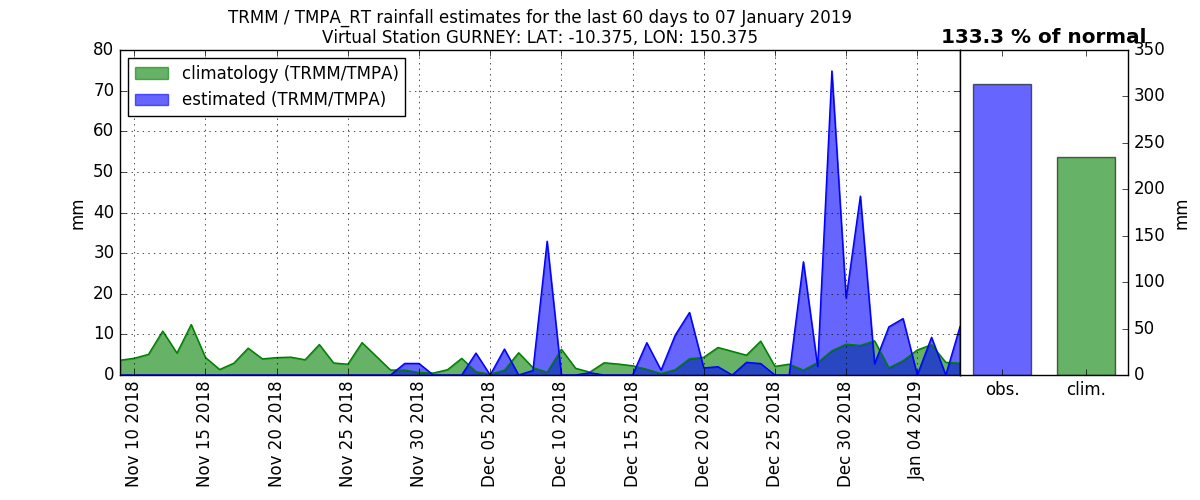 TRMM / TMPA_RT rainfall estimates for the last 60 days to 07 January 2019
Virtual Station GURNEY: LAT: -10.375, LON: 150.375
133.3 % of normal
climatology (TRMM/TMPA)
estimated (TRMM/TMPA)
mm
80
70
60
50
40
30
20
10
0
Nov 10 2018
Nov 15 2018
Nov 20 2018
Nov 25 2018
Nov 30 2018
Dec 05 2018
Dec 10 2018
Dec 15 2018
Dec 20 2018
Dec 25 2018
Dec 30 2018
Jan 04 2019
obs.
clim.
350
300
250
200
150
100
50
0
mm